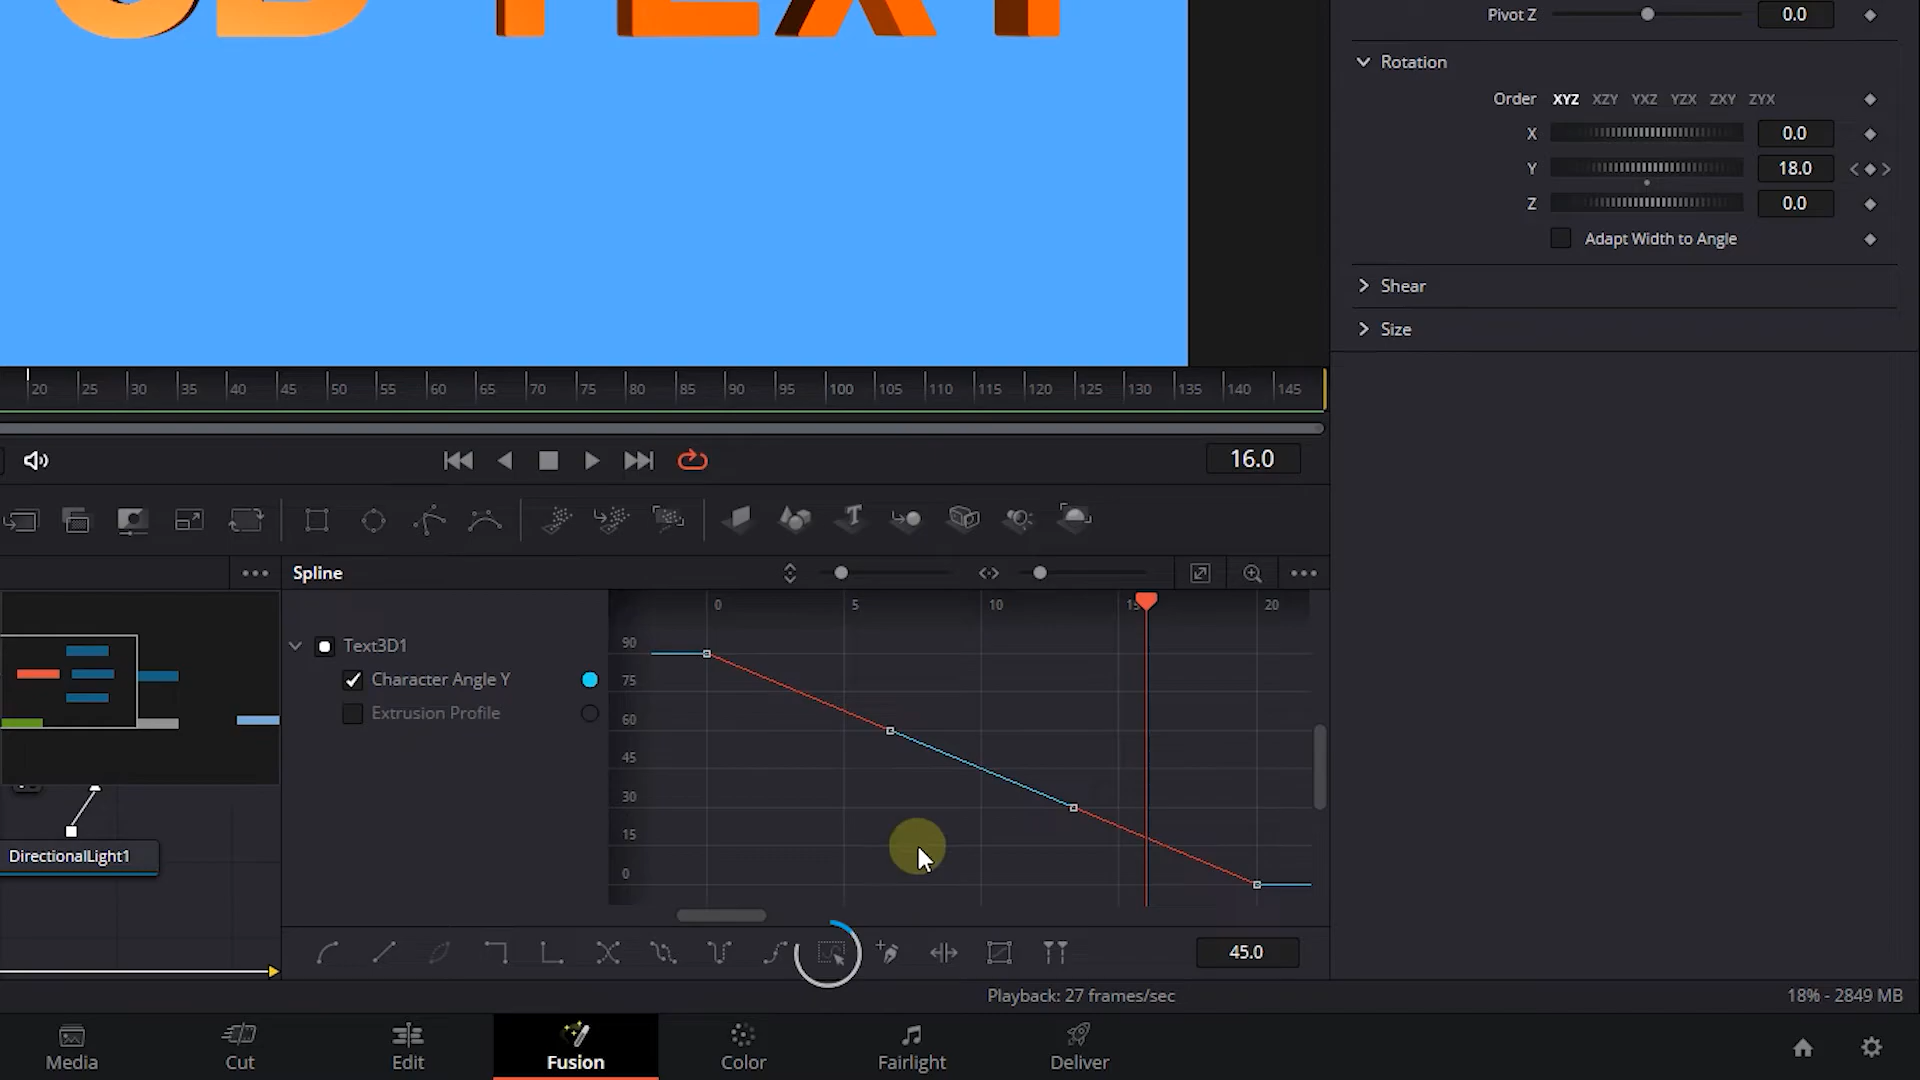 3D TEXT
Pivot Z 0.0
Rotation
Order XYZ XZY YXZ YZX ZXY ZYX
X 0.0
Y 18.0
Z 0.0
Adapt Width to Angle
Shear
Size
20 25 30 35 40 45 50 55 60 65 70 75 80 85 90 95 100 105 110 115 120 125 130 135 140 145
16.0
Spline
0 5 10 15 20
Text3D1
Character Angle Y
Extrusion Profile
90
75
60
45
30
15
0
DirectionalLight1
45.0
Playback: 27 frames/sec
18% - 2849 MB
Media Cut Edit Fusion Color Fairlight Deliver